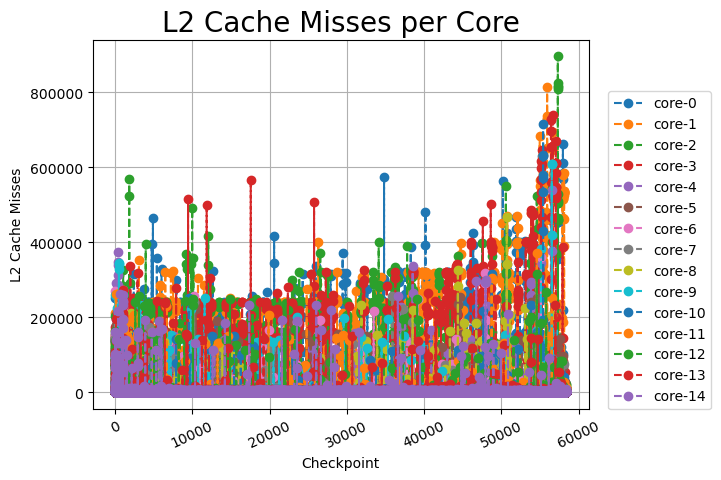 L2 Cache Misses per Core
L2 Cache Misses
800000
600000
400000
200000
0
0
10000
20000
30000
40000
50000
60000
Checkpoint
core-0
core-1
core-2
core-3
core-4
core-5
core-6
core-7
core-8
core-9
core-10
core-11
core-12
core-13
core-14